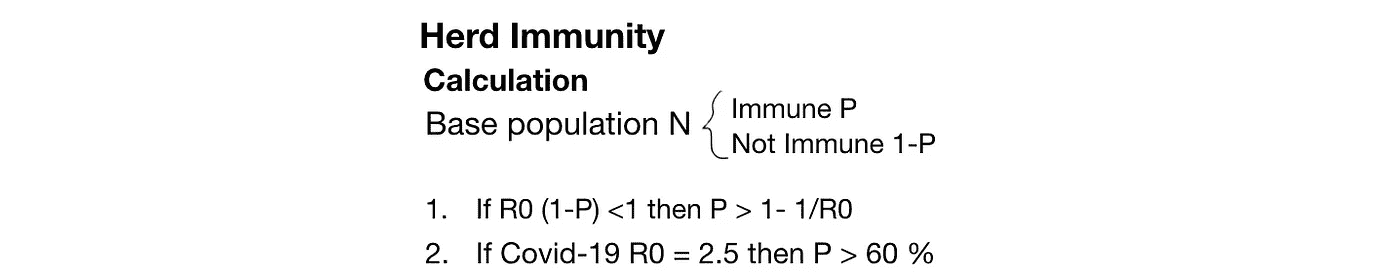 Herd Immunity
Calculation
Base population N
Immune P
Not Immune 1-P
1. If R0 (1-P) <1 then P > 1- 1/R0
2. If Covid-19 R0 = 2.5 then P > 60 %